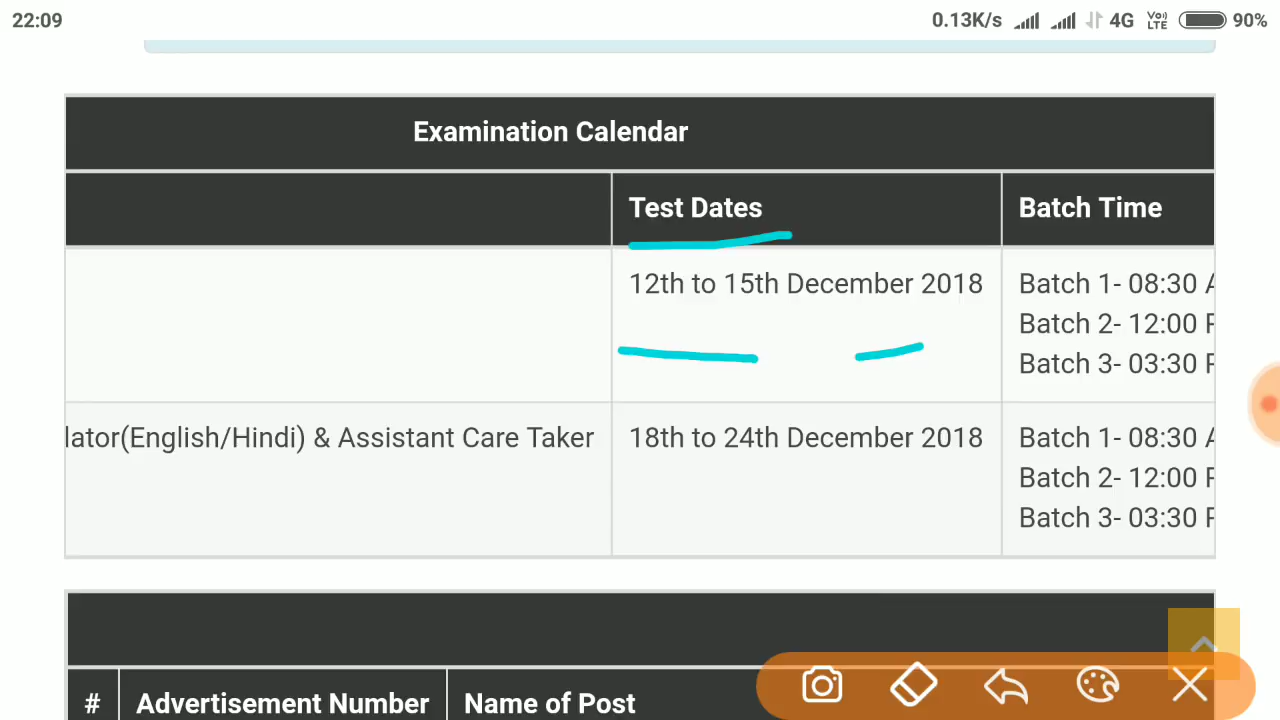 22:09
0.13K/s 4G Vo) LTE 90%
Examination Calendar
Test Dates Batch Time
12th to 15th December 2018 Batch 1- 08:30
Batch 2- 12:00
Batch 3- 03:30
lator(English/Hindi) & Assistant Care Taker 18th to 24th December 2018 Batch 1- 08:30
Batch 2- 12:00
Batch 3- 03:30
# Advertisement Number Name of Post